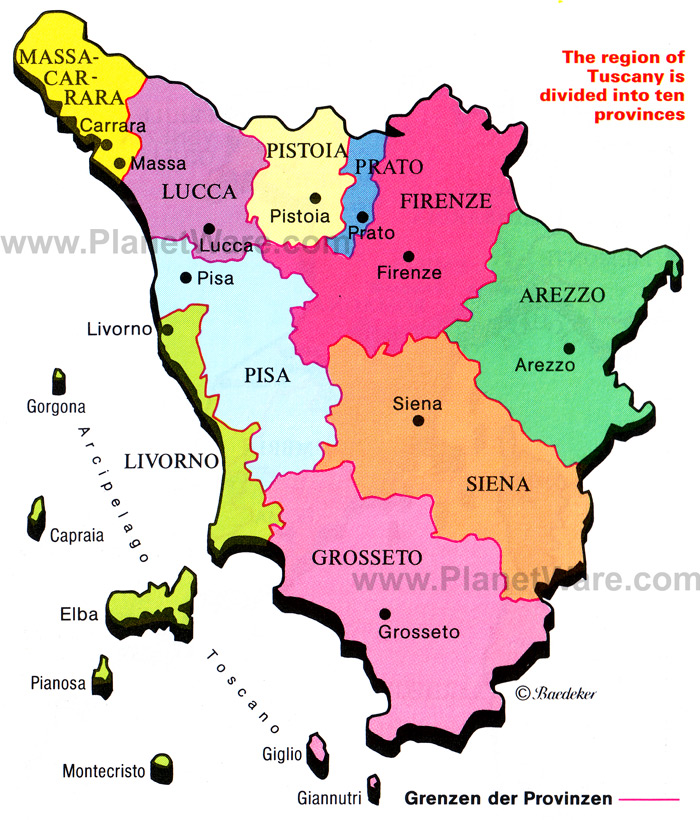 MASSA-
CAR-
RARA
Carrara
Massa
The region of
Tuscany is
divided into ten
provinces
PISTOIA
PRATO
LUCCA
FIRENZE
Pistoia
Prato
Lucca
www.PlanetWare.com
Firenze
Pisa
AREZZO
Livorno
Arezzo
PISA
Siena
Gorgona
LIVORNO
SIENA
Capraia
GROSSETO
www.PlanetWare.com
Elba
Grosseto
Arcipelago Toscano
Pianosa
© Baedeker
Giglio
Montecristo
Giannutri
Grenzen der Provinzen